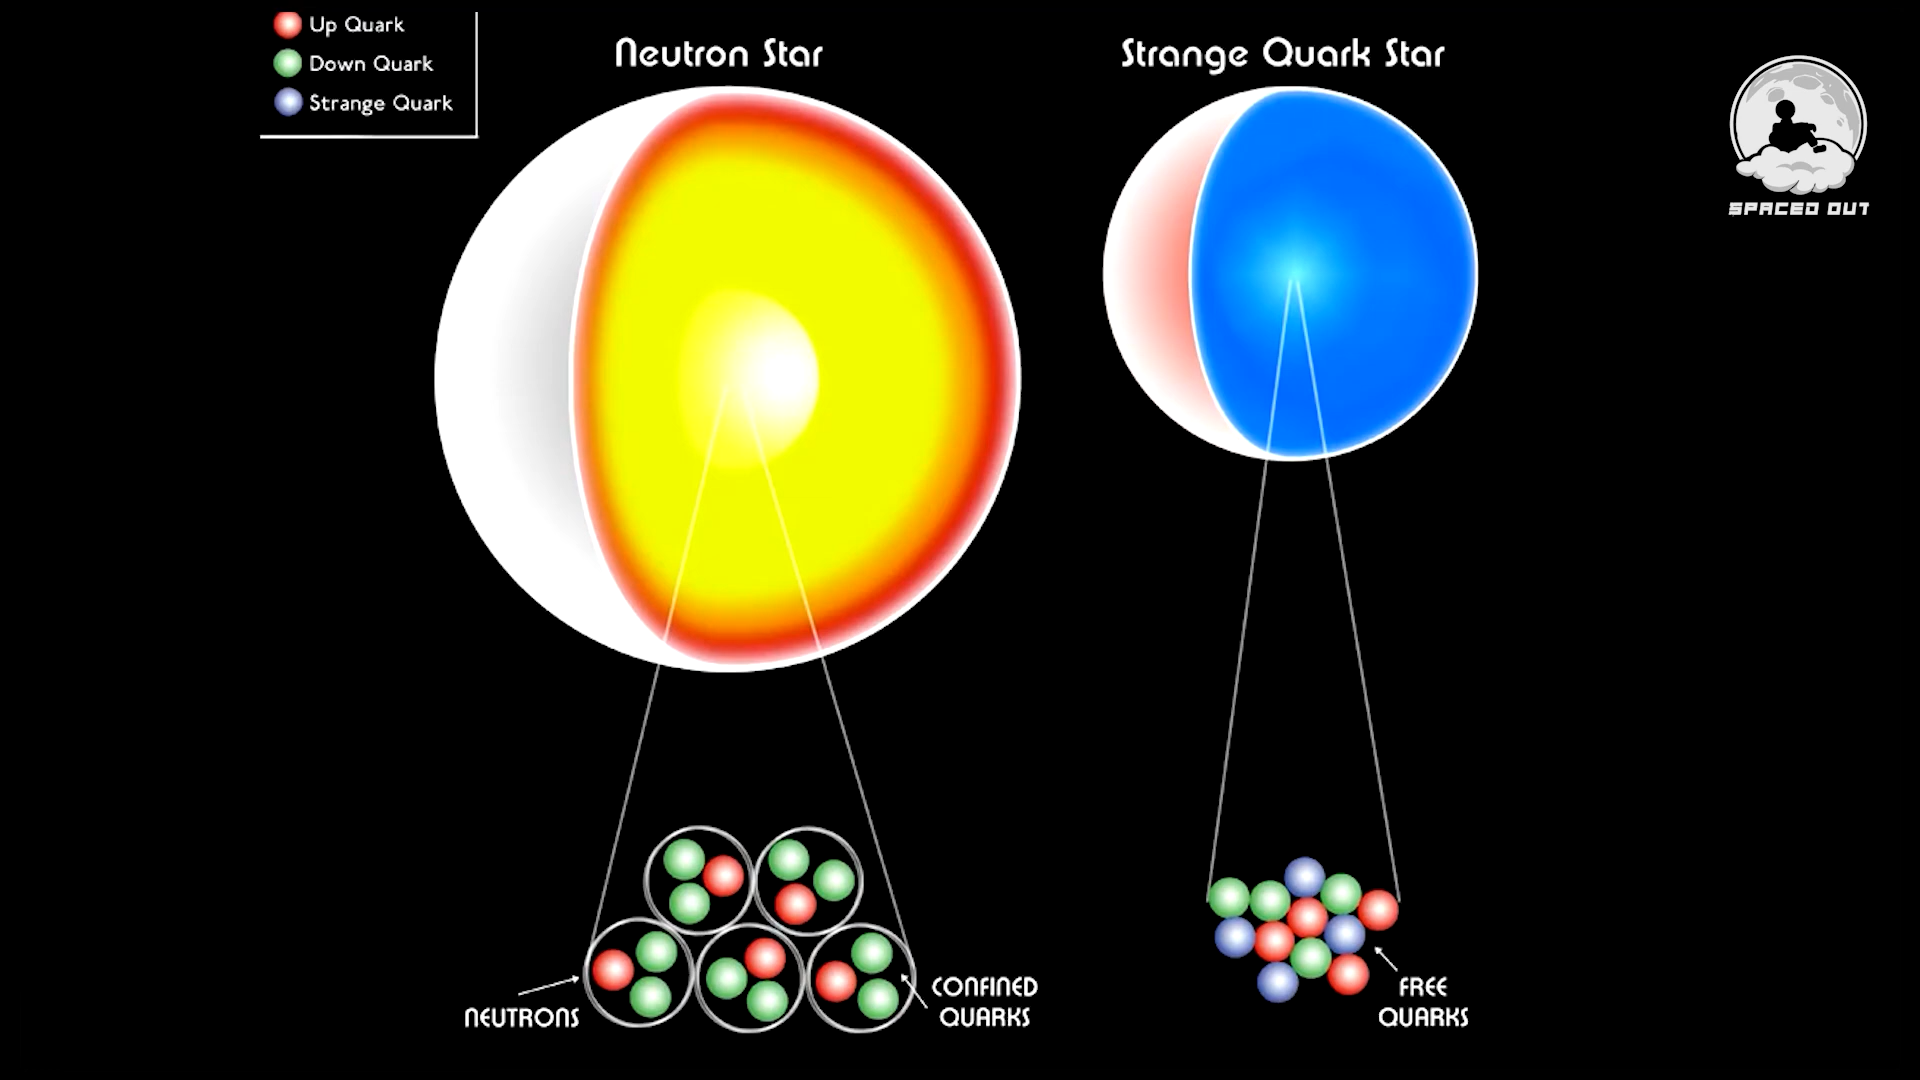 Up Quark
Down Quark
Strange Quark
Neutron Star
Strange Quark Star
SPACED OUT
NEUTRONS
CONFINED
QUARKS
FREE
QUARKS